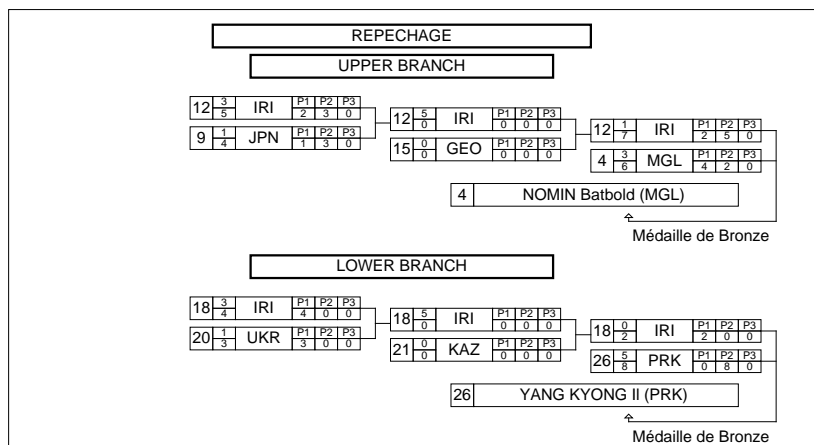 REPECHAGE
UPPER BRANCH
12 3 5 IRI P1 P2 P3 2 3 0
9 1 4 JPN P1 P2 P3 1 3 0
12 5 0 IRI P1 P2 P3 0 0 0
15 0 0 GEO P1 P2 P3 0 0 0
12 1 7 IRI P1 P2 P3 2 5 0
4 3 6 MGL P1 P2 P3 4 2 0
4 NOMIN Batbold (MGL)
Médaille de Bronze
LOWER BRANCH
18 3 4 IRI P1 P2 P3 4 0 0
20 1 3 UKR P1 P2 P3 3 0 0
18 5 0 IRI P1 P2 P3 0 0 0
21 0 0 KAZ P1 P2 P3 0 0 0
18 0 2 IRI P1 P2 P3 2 0 0
26 5 8 PRK P1 P2 P3 0 8 0
26 YANG KYONG Il (PRK)
Médaille de Bronze